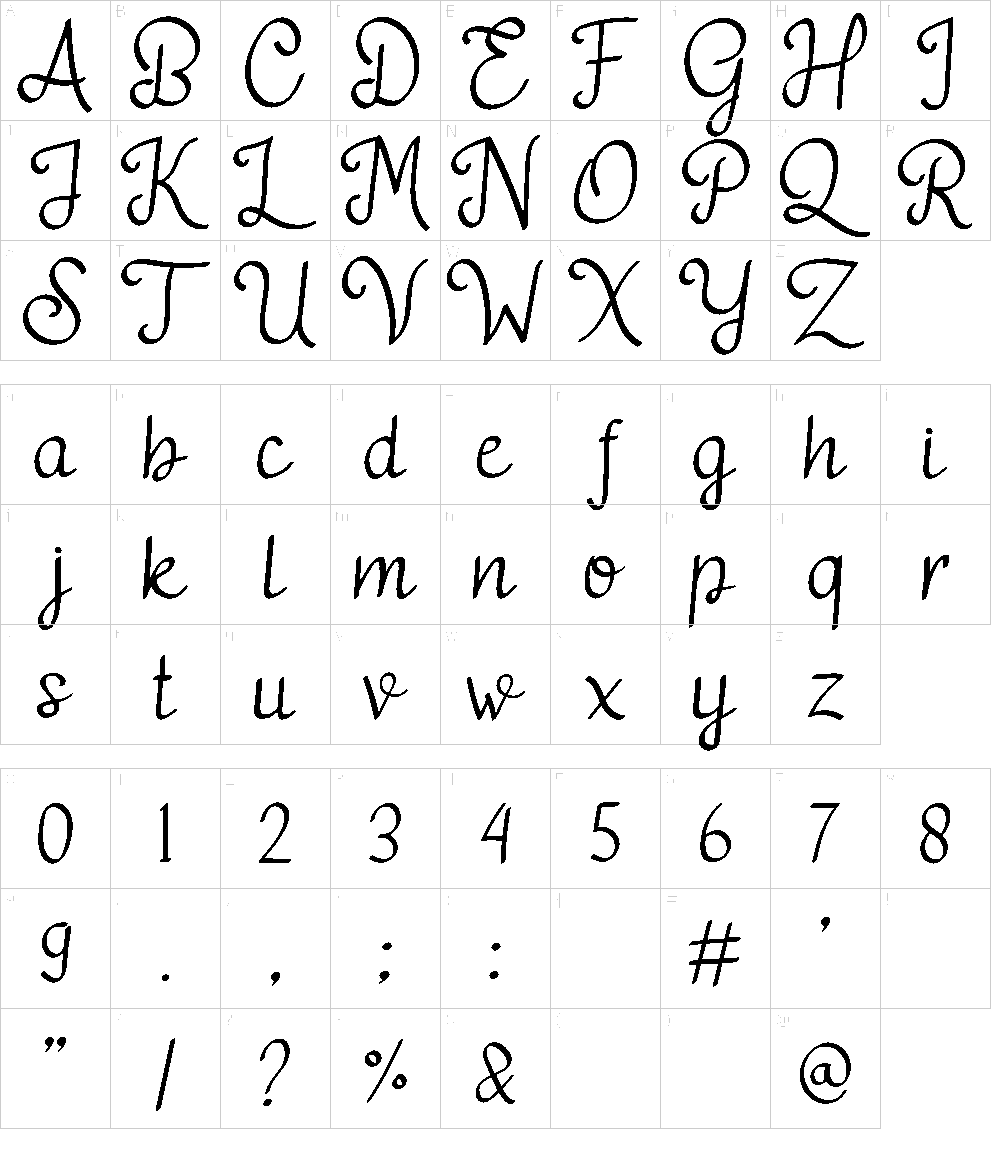 A B C D E F G H I
J K L M N O P Q R
S T U V W X Y Z
a b c d e f g h i
j k l m n o p q r
s t u v w x y z
0 1 2 3 4 5 6 7 8
9 . , ; : # '
" / ? % & @